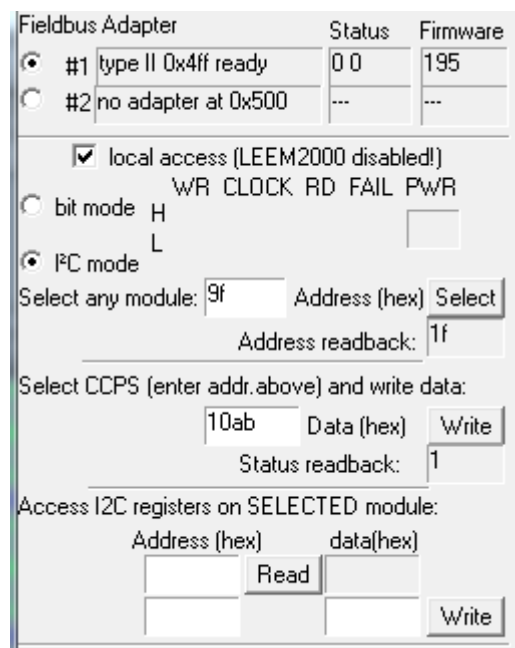 Fieldbus Adapter Status Firmware
#1 type II 0x4ff ready 0 0 195
#2 no adapter at 0x500 --- ---
local access (LEEM2000 disabled!)
WR CLOCK RD FAIL PWR
bit mode H
L
I²C mode
Select any module: 9f Address (hex) Select
Address readback: 1f
Select CCPS (enter addr.above) and write data:
10ab Data (hex) Write
Status readback: 1
Access I2C registers on SELECTED module:
Address (hex) data(hex)
Read
Write